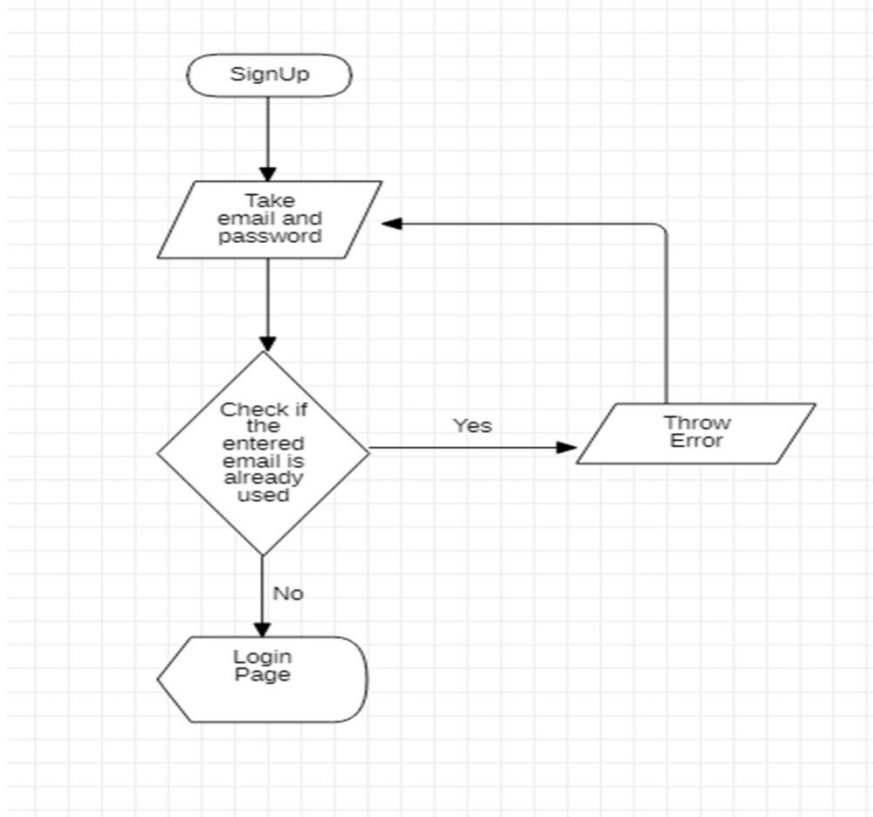 SignUp
Take
email and
password
Check if
the
entered
email is
already
used
Yes
Throw
Error
No
Login
Page